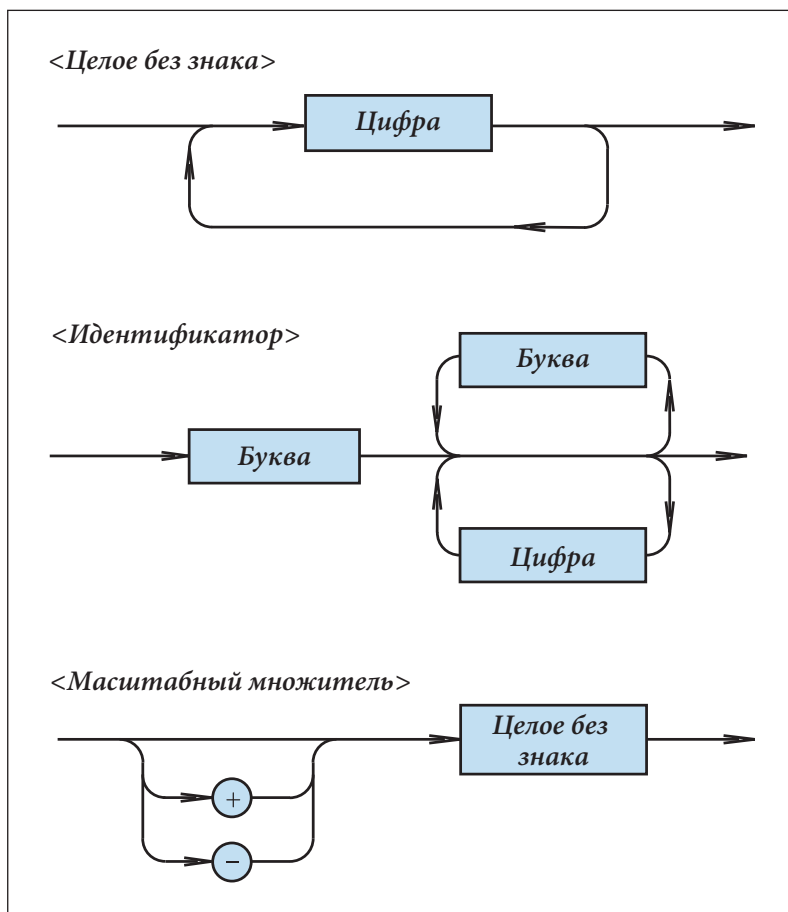 <Целое без знака>
Цифра
<Идентификатор>
Буква
Буква
Цифра
<Масштабный множитель>
Целое без
знака
+
−